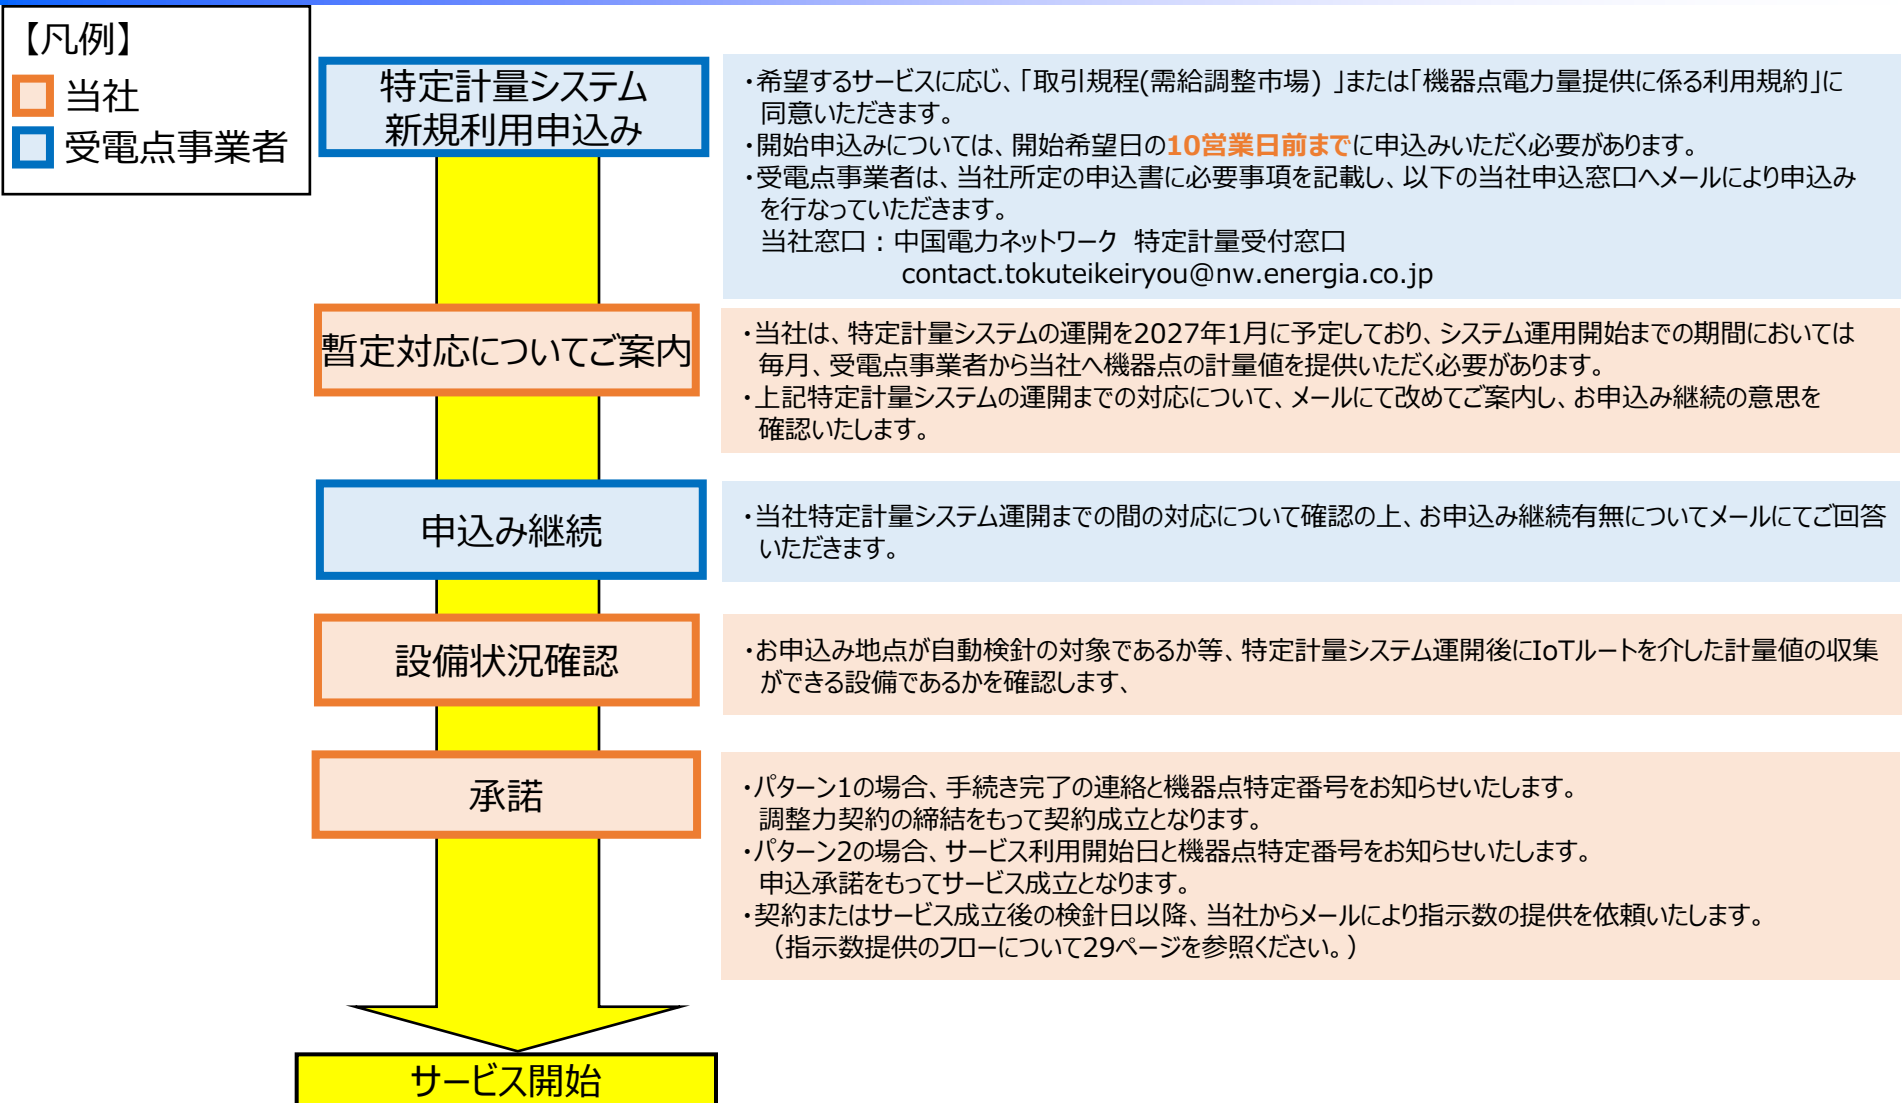 【凡例】
当社
受電点事業者
特定計量システム
新規利用申込み
・希望するサービスに応じ、「取引規程(需給調整市場) 」または「機器点電力量提供に係る利用規約」に
同意いただきます。
・開始申込みについては、開始希望日の10営業日前までに申込みいただく必要があります。
・受電点事業者は、当社所定の申込書に必要事項を記載し、以下の当社申込窓口へメールにより申込み
を行なっていただきます。
当社窓口：中国電力ネットワーク 特定計量受付窓口
contact.tokuteikeiryou@nw.energia.co.jp
暫定対応についてご案内
・当社は、特定計量システムの運開を2027年1月に予定しており、システム運用開始までの期間においては
毎月、受電点事業者から当社へ機器点の計量値を提供いただく必要があります。
・上記特定計量システムの運開までの対応について、メールにて改めてご案内し、お申込み継続の意思を
確認いたします。
申込み継続
・当社特定計量システム運開までの間の対応について確認の上、お申込み継続有無についてメールにてご回答
いただきます。
設備状況確認
・お申込み地点が自動検針の対象であるか等、特定計量システム運開後にIoTルートを介した計量値の収集
ができる設備であるかを確認します、
承諾
・パターン1の場合、手続き完了の連絡と機器点特定番号をお知らせいたします。
調整力契約の締結をもって契約成立となります。
・パターン2の場合、サービス利用開始日と機器点特定番号をお知らせいたします。
申込承諾をもってサービス成立となります。
・契約またはサービス成立後の検針日以降、当社からメールにより指示数の提供を依頼いたします。
（指示数提供のフローについて29ページを参照ください。）
サービス開始